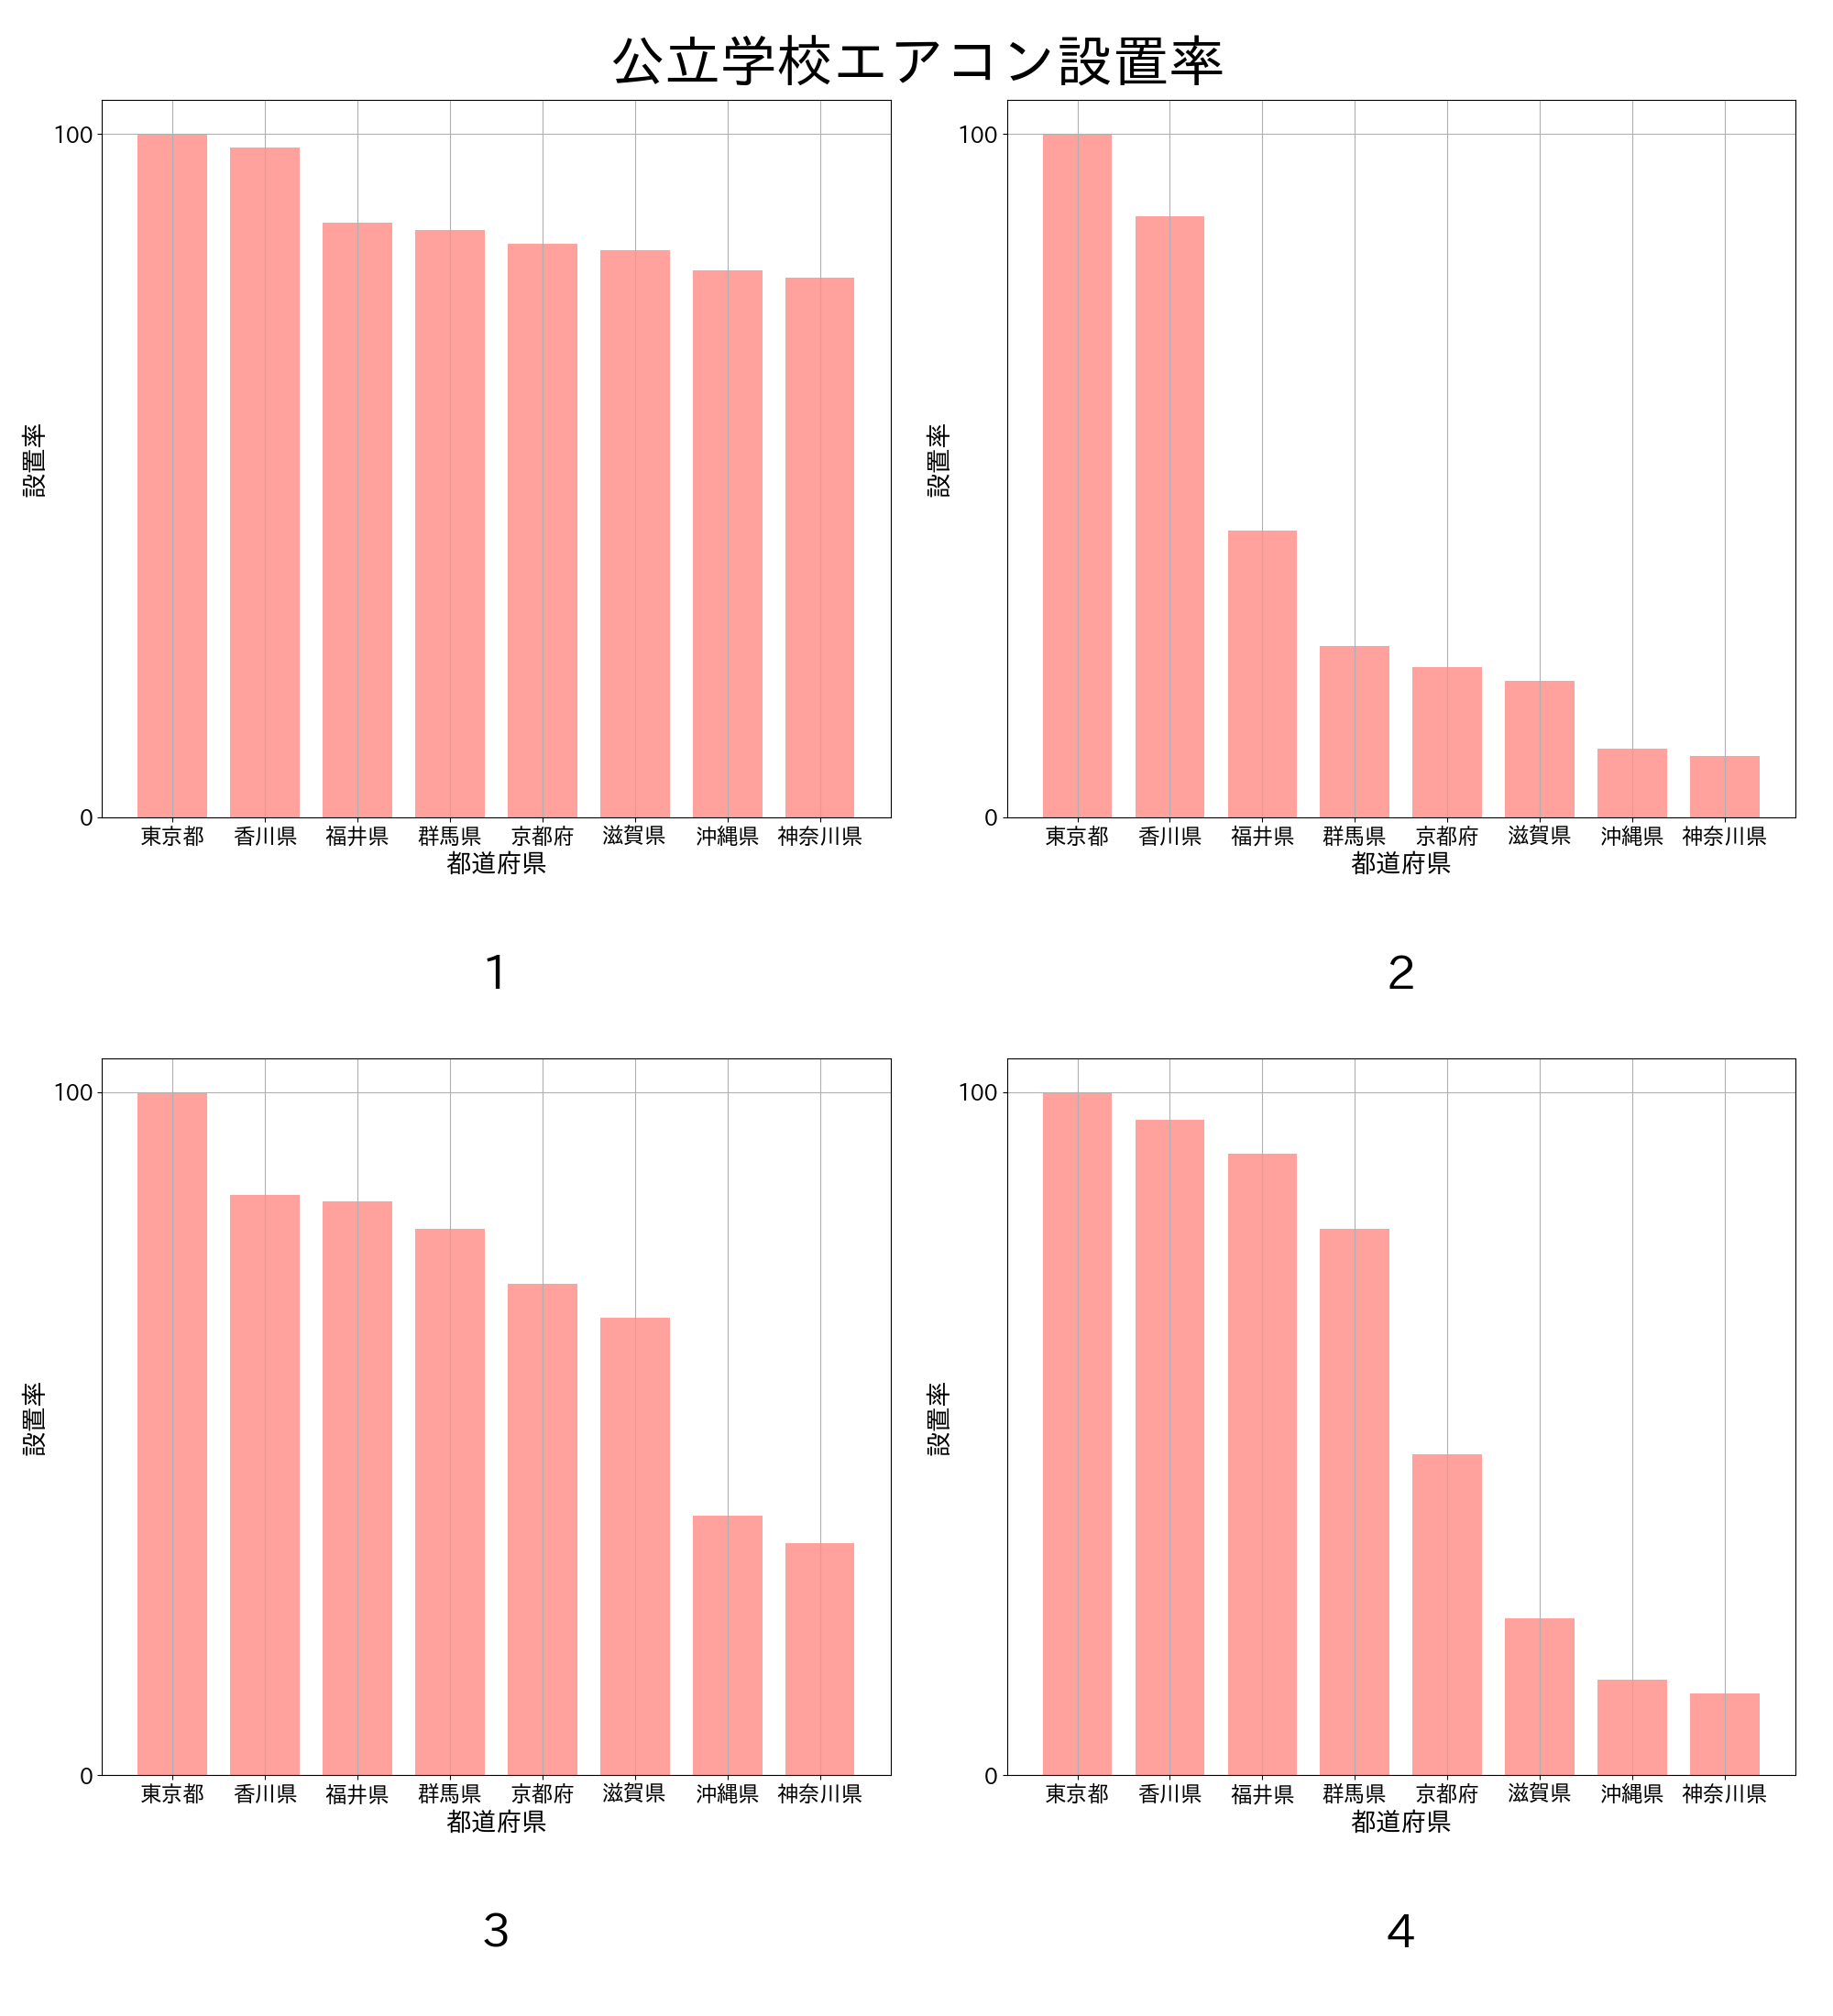 公立学校エアコン設置率
100
0
設置率
東京都 香川県 福井県 群馬県 京都府 滋賀県 沖縄県 神奈川県
都道府県
1
100
0
設置率
東京都 香川県 福井県 群馬県 京都府 滋賀県 沖縄県 神奈川県
都道府県
2
100
0
設置率
東京都 香川県 福井県 群馬県 京都府 滋賀県 沖縄県 神奈川県
都道府県
3
100
0
設置率
東京都 香川県 福井県 群馬県 京都府 滋賀県 沖縄県 神奈川県
都道府県
4